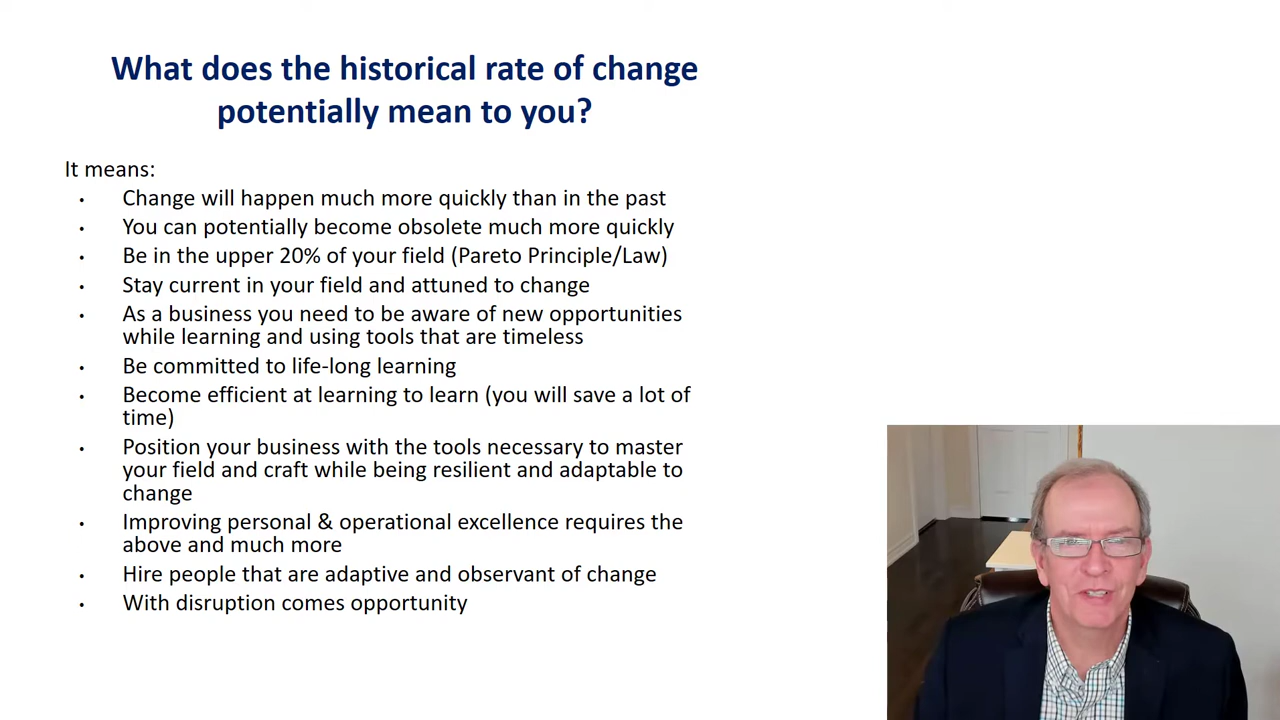 What does the historical rate of change
potentially mean to you?
It means:
• Change will happen much more quickly than in the past
• You can potentially become obsolete much more quickly
• Be in the upper 20% of your field (Pareto Principle/Law)
• Stay current in your field and attuned to change
• As a business you need to be aware of new opportunities
while learning and using tools that are timeless
• Be committed to life-long learning
• Become efficient at learning to learn (you will save a lot of
time)
• Position your business with the tools necessary to master
your field and craft while being resilient and adaptable to
change
• Improving personal & operational excellence requires the
above and much more
• Hire people that are adaptive and observant of change
• With disruption comes opportunity